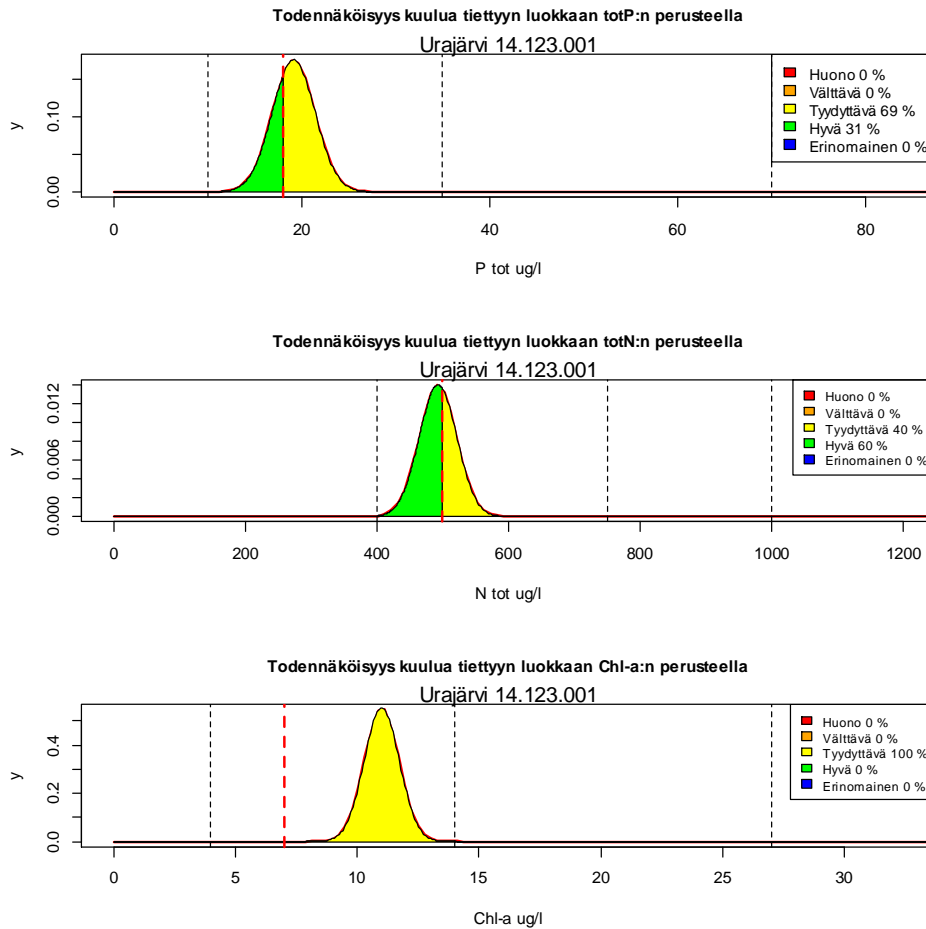 Todennäköisyys kuulua tiettyyn luokkaan totP:n perusteella
Urajärvi 14.123.001
Huono 0 %
Välttävä 0 %
Tyydyttävä 69 %
Hyvä 31 %
Erinomainen 0 %
y
0.00 0.10
0 20 40 60 80
P tot ug/l
Todennäköisyys kuulua tiettyyn luokkaan totN:n perusteella
Urajärvi 14.123.001
Huono 0 %
Välttävä 0 %
Tyydyttävä 40 %
Hyvä 60 %
Erinomainen 0 %
y
0.000 0.006 0.012
0 200 400 600 800 1000 1200
N tot ug/l
Todennäköisyys kuulua tiettyyn luokkaan Chl-a:n perusteella
Urajärvi 14.123.001
Huono 0 %
Välttävä 0 %
Tyydyttävä 100 %
Hyvä 0 %
Erinomainen 0 %
y
0.0 0.2 0.4
0 5 10 15 20 25 30
Chl-a ug/l